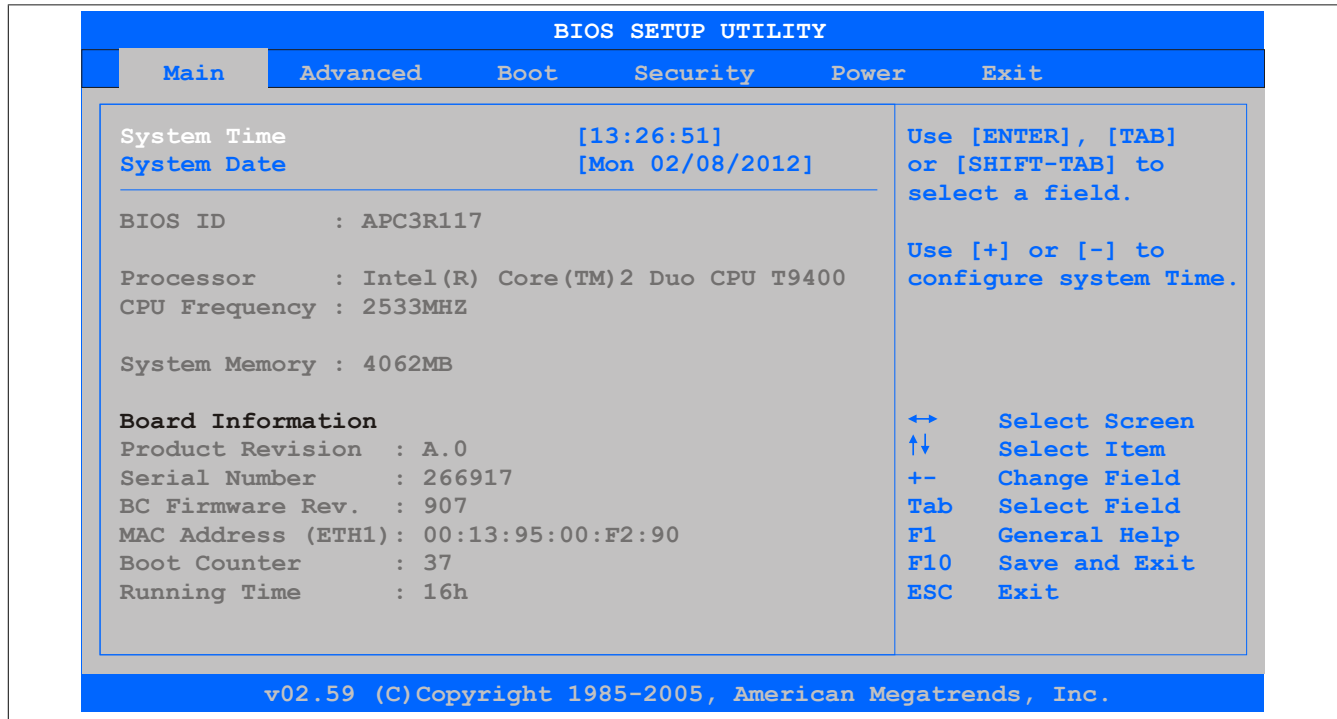 BIOS SETUP UTILITY
Main Advanced Boot Security Power Exit
System Time [13:26:51]
System Date [Mon 02/08/2012]
BIOS ID : APC3R117
Processor : Intel(R) Core(TM)2 Duo CPU T9400
CPU Frequency : 2533MHZ
System Memory : 4062MB
Board Information
Product Revision : A.0
Serial Number : 266917
BC Firmware Rev. : 907
MAC Address (ETH1): 00:13:95:00:F2:90
Boot Counter : 37
Running Time : 16h
Use [ENTER], [TAB]
or [SHIFT-TAB] to
select a field.
Use [+] or [-] to
configure system Time.
↔ Select Screen
↑↓ Select Item
+- Change Field
Tab Select Field
F1 General Help
F10 Save and Exit
ESC Exit
v02.59 (C)Copyright 1985-2005, American Megatrends, Inc.